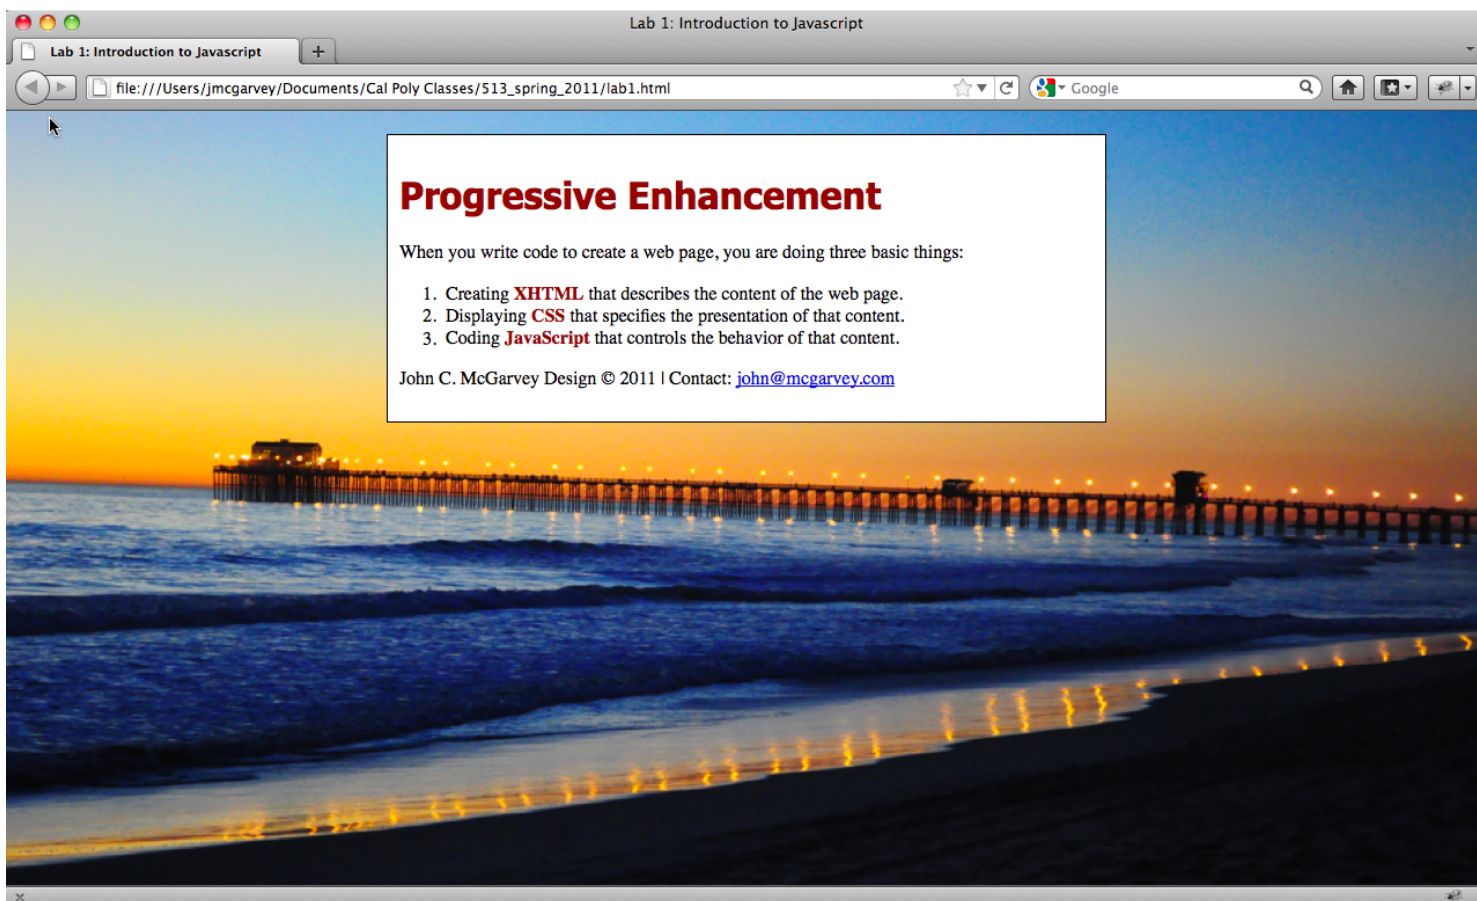 Lab 1: Introduction to Javascript
Lab 1: Introduction to Javascript
file:///Users/jmcgarvey/Documents/Cal Poly Classes/513_spring_2011/lab1.html
Google
Progressive Enhancement
When you write code to create a web page, you are doing three basic things:
1. Creating XHTML that describes the content of the web page.
2. Displaying CSS that specifies the presentation of that content.
3. Coding JavaScript that controls the behavior of that content.
John C. McGarvey Design © 2011 | Contact: john@mcgarvey.com